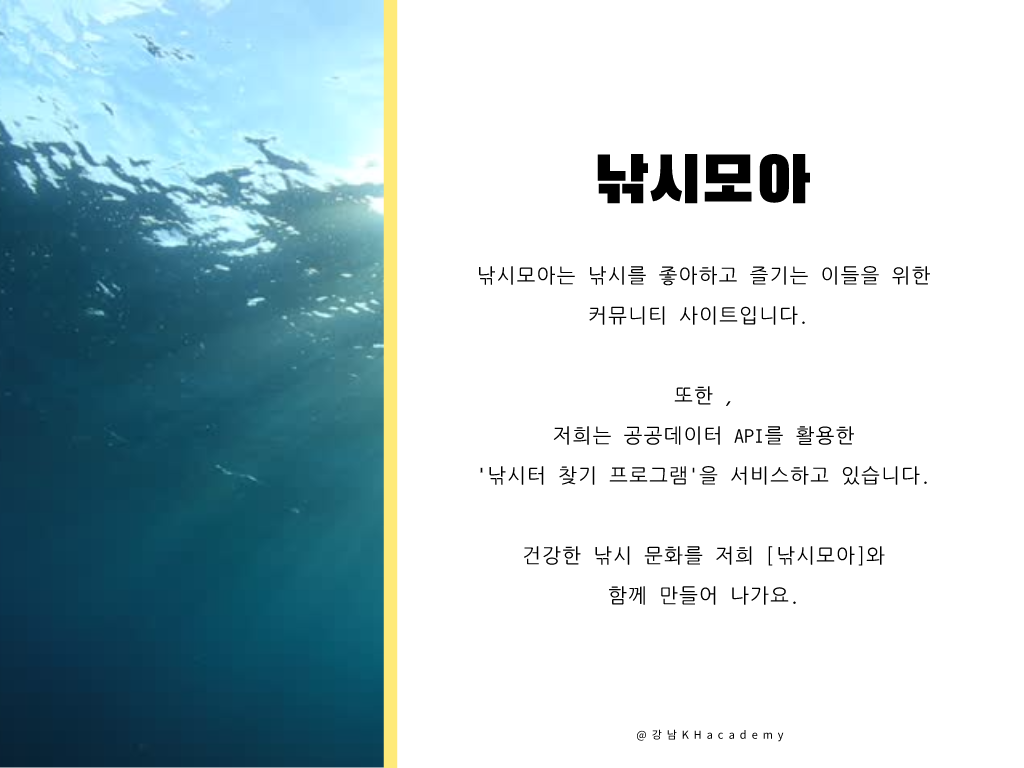 낚시모아
낚시모아는 낚시를 좋아하고 즐기는 이들을 위한
커뮤니티 사이트입니다.
또한 ,
저희는 공공데이터 API를 활용한
'낚시터 찾기 프로그램'을 서비스하고 있습니다.
건강한 낚시 문화를 저희 [낚시모아]와
함께 만들어 나가요.
@강남KHacademy